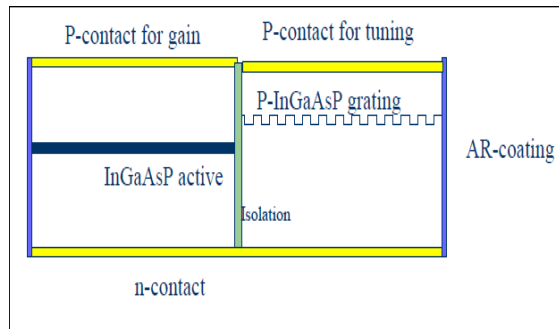 P-contact for gain
P-contact for tuning
P-InGaAsP grating
AR-coating
InGaAsP active
Isolation
n-contact